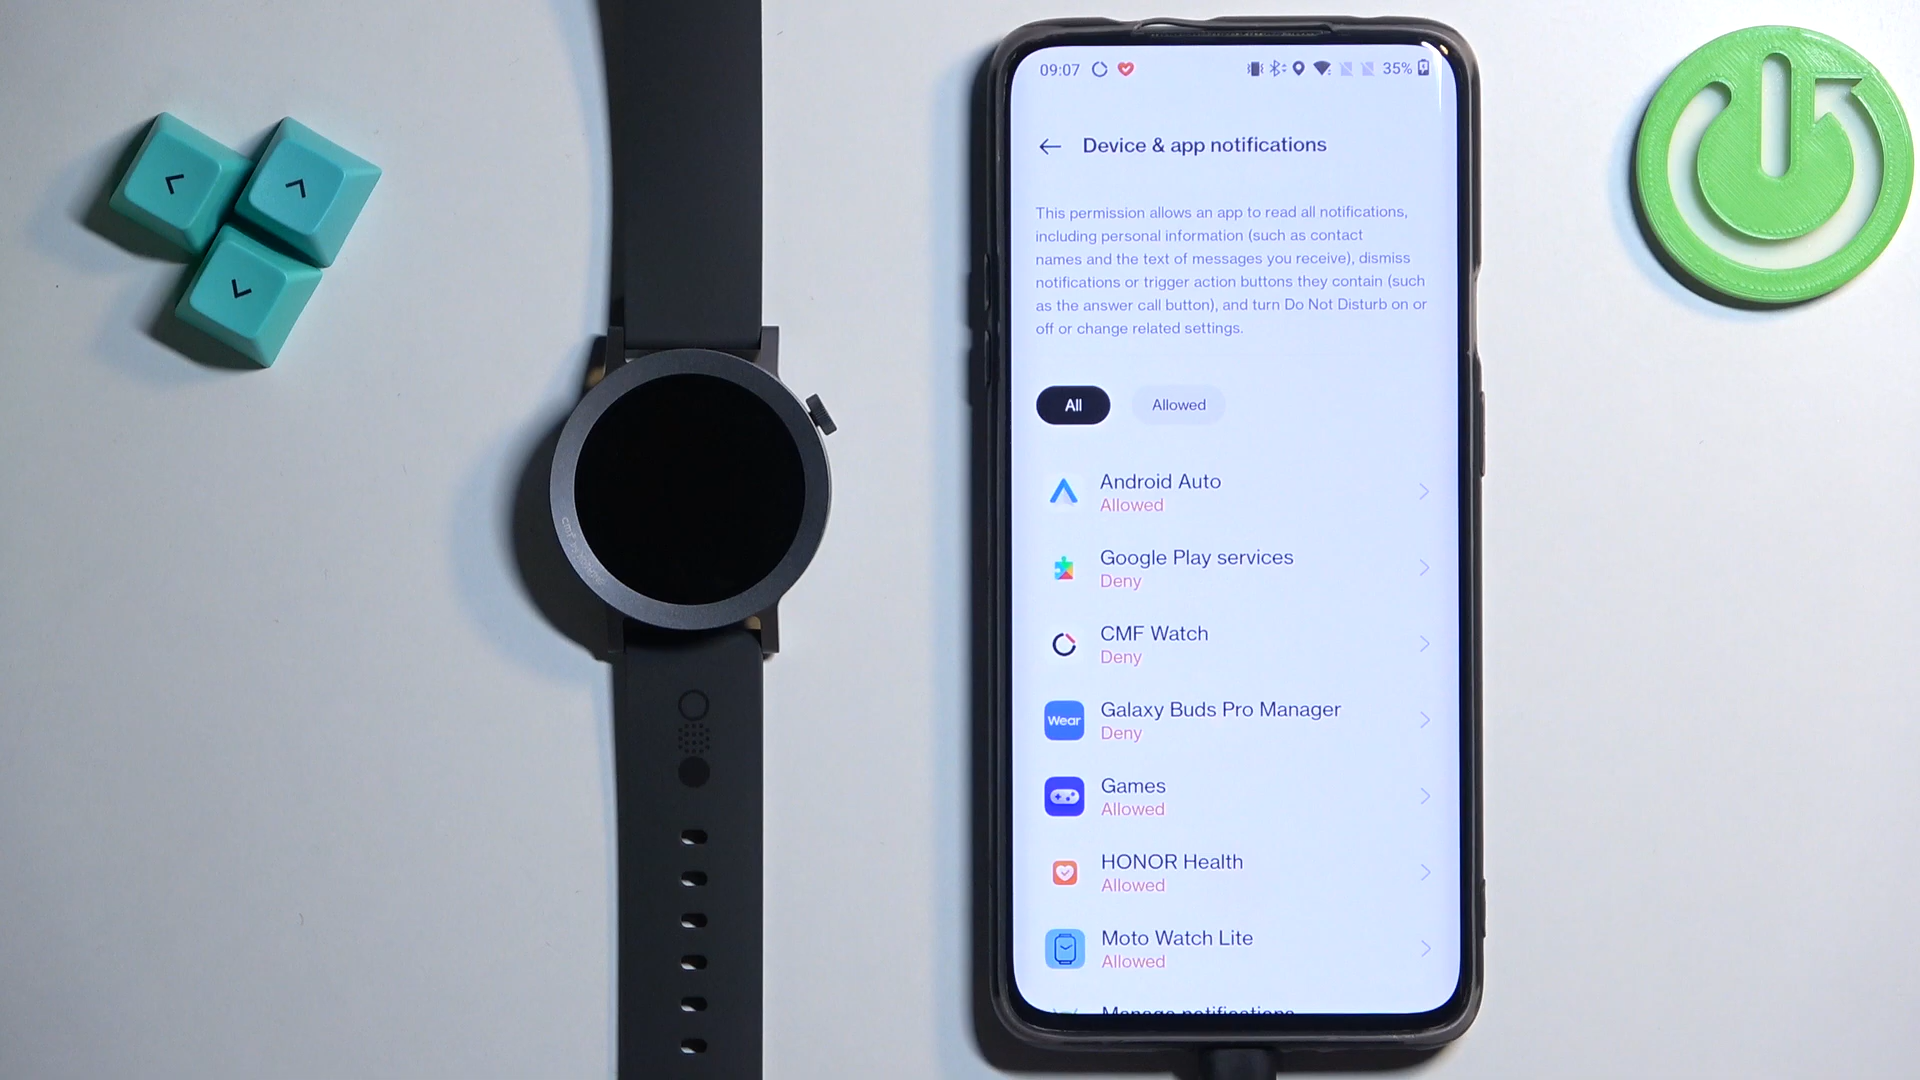 09:07
35%
Device & app notifications
This permission allows an app to read all notifications,
including personal information (such as contact
names and the text of messages you receive), dismiss
notifications or trigger action buttons they contain (such
as the answer call button), and turn Do Not Disturb on or
off or change related settings.
All
Allowed
Android Auto
Allowed
Google Play services
Deny
CMF Watch
Deny
Wear
Galaxy Buds Pro Manager
Deny
Games
Allowed
HONOR Health
Allowed
Moto Watch Lite
Allowed
Manage notifications